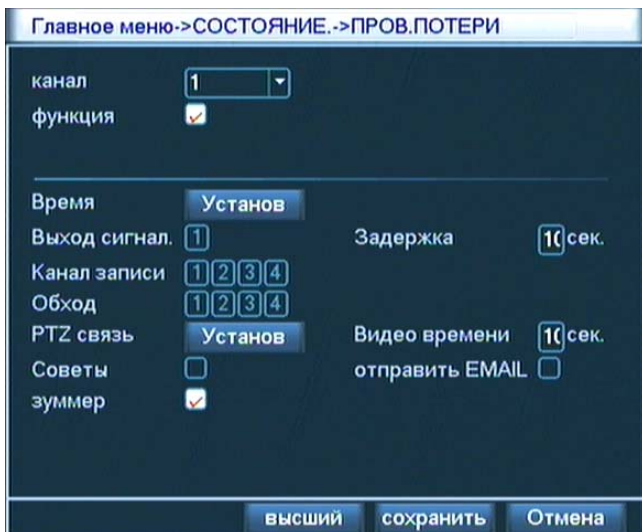 Главное меню->СОСТОЯНИЕ.->ПРОВ.ПОТЕРИ
канал 1
функция
Время Установ
Выход сигнал. 1 Задержка 10 сек.
Канал записи 1 2 3 4
Обход 1 2 3 4
PTZ связь Установ Видео времени 10 сек.
Советы отправить EMAIL
зуммер
высший сохранить Отмена